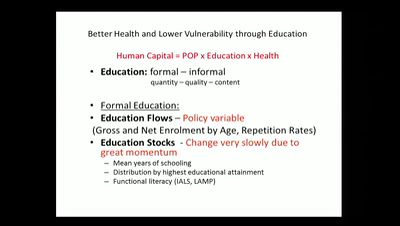 Better Health and Lower Vulnerability through Education
Human Capital = POP x Education x Health
• Education: formal – informal
quantity – quality – content
• Formal Education:
• Education Flows – Policy variable
(Gross and Net Enrolment by Age, Repetition Rates)
• Education Stocks - Change very slowly due to
great momentum
– Mean years of schooling
– Distribution by highest educational attainment
– Functional literacy (IALS, LAMP)